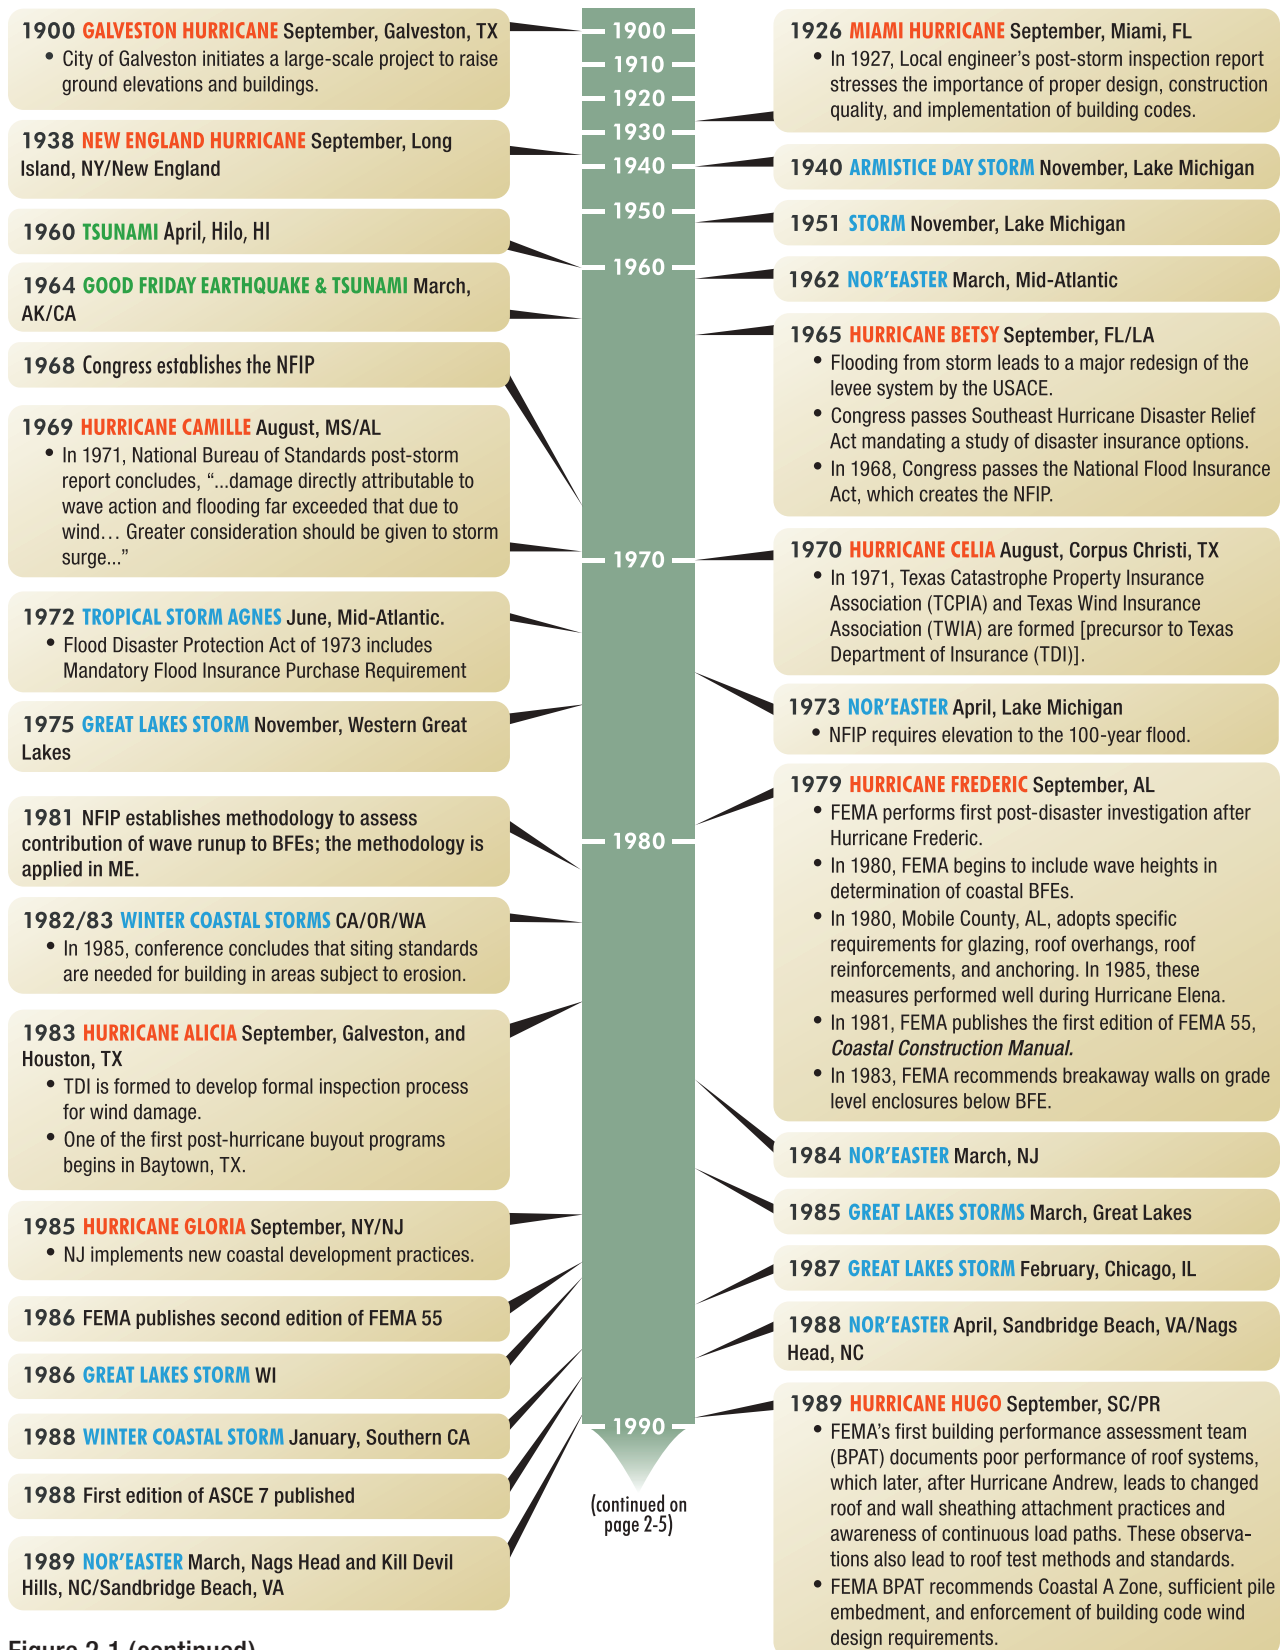 1900 GALVESTON HURRICANE September, Galveston, TX
• City of Galveston initiates a large-scale project to raise
ground elevations and buildings.
1938 NEW ENGLAND HURRICANE September, Long
Island, NY/New England
1960 TSUNAMI April, Hilo, HI
1964 GOOD FRIDAY EARTHQUAKE & TSUNAMI March,
AK/CA
1968 Congress establishes the NFIP
1969 HURRICANE CAMILLE August, MS/AL
• In 1971, National Bureau of Standards post-storm
report concludes, “...damage directly attributable to
wave action and flooding far exceeded that due to
wind… Greater consideration should be given to storm
surge...”
1972 TROPICAL STORM AGNES June, Mid-Atlantic.
• Flood Disaster Protection Act of 1973 includes
Mandatory Flood Insurance Purchase Requirement
1975 GREAT LAKES STORM November, Western Great
Lakes
1981 NFIP establishes methodology to assess
contribution of wave runup to BFEs; the methodology is
applied in ME.
1982/83 WINTER COASTAL STORMS CA/OR/WA
• In 1985, conference concludes that siting standards
are needed for building in areas subject to erosion.
1983 HURRICANE ALICIA September, Galveston, and
Houston, TX
• TDI is formed to develop formal inspection process
for wind damage.
• One of the first post-hurricane buyout programs
begins in Baytown, TX.
1985 HURRICANE GLORIA September, NY/NJ
• NJ implements new coastal development practices.
1986 FEMA publishes second edition of FEMA 55
1986 GREAT LAKES STORM WI
1988 WINTER COASTAL STORM January, Southern CA
1988 First edition of ASCE 7 published
1989 NOR’EASTER March, Nags Head and Kill Devil
Hills, NC/Sandbridge Beach, VA
1900
1910
1920
1930
1940
1950
1960
1970
1980
1990
(continued on
page 2-5)
1926 MIAMI HURRICANE September, Miami, FL
• In 1927, Local engineer’s post-storm inspection report
stresses the importance of proper design, construction
quality, and implementation of building codes.
1940 ARMISTICE DAY STORM November, Lake Michigan
1951 STORM November, Lake Michigan
1962 NOR’EASTER March, Mid-Atlantic
1965 HURRICANE BETSY September, FL/LA
• Flooding from storm leads to a major redesign of the
levee system by the USACE.
• Congress passes Southeast Hurricane Disaster Relief
Act mandating a study of disaster insurance options.
• In 1968, Congress passes the National Flood Insurance
Act, which creates the NFIP.
1970 HURRICANE CELIA August, Corpus Christi, TX
• In 1971, Texas Catastrophe Property Insurance
Association (TCPIA) and Texas Wind Insurance
Association (TWIA) are formed [precursor to Texas
Department of Insurance (TDI)].
1973 NOR’EASTER April, Lake Michigan
• NFIP requires elevation to the 100-year flood.
1979 HURRICANE FREDERIC September, AL
• FEMA performs first post-disaster investigation after
Hurricane Frederic.
• In 1980, FEMA begins to include wave heights in
determination of coastal BFEs.
• In 1980, Mobile County, AL, adopts specific
requirements for glazing, roof overhangs, roof
reinforcements, and anchoring. In 1985, these
measures performed well during Hurricane Elena.
• In 1981, FEMA publishes the first edition of FEMA 55,
Coastal Construction Manual.
• In 1983, FEMA recommends breakaway walls on grade
level enclosures below BFE.
1984 NOR’EASTER March, NJ
1985 GREAT LAKES STORMS March, Great Lakes
1987 GREAT LAKES STORM February, Chicago, IL
1988 NOR’EASTER April, Sandbridge Beach, VA/Nags
Head, NC
1989 HURRICANE HUGO September, SC/PR
• FEMA’s first building performance assessment team
(BPAT) documents poor performance of roof systems,
which later, after Hurricane Andrew, leads to changed
roof and wall sheathing attachment practices and
awareness of continuous load paths. These observa-
tions also lead to roof test methods and standards.
• FEMA BPAT recommends Coastal A Zone, sufficient pile
embedment, and enforcement of building code wind
design requirements.
Figure 2-1 (continued)